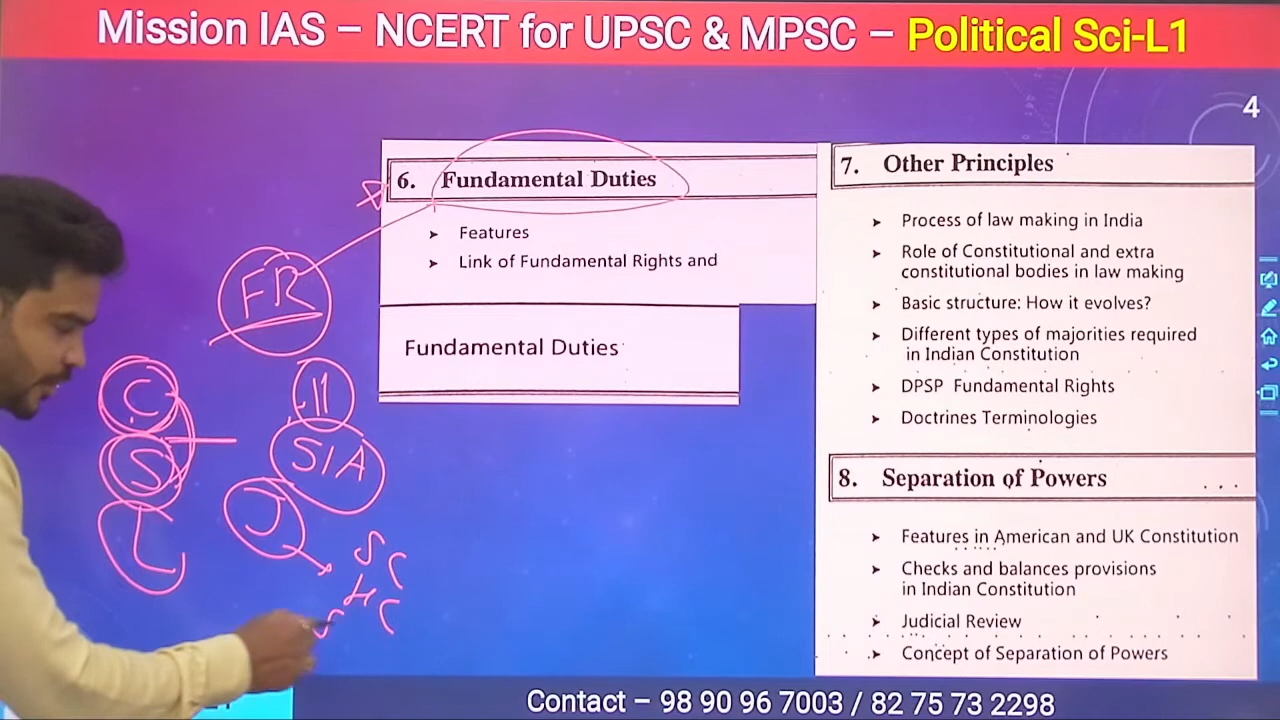 Mission IAS – NCERT for UPSC & MPSC – Political Sci-L1
4
6. Fundamental Duties
➤ Features
➤ Link of Fundamental Rights and
Fundamental Duties
7. Other Principles
➤ Process of law making in India
➤ Role of Constitutional and extra
constitutional bodies in law making
➤ Basic structure: How it evolves?
➤ Different types of majorities required
in Indian Constitution
➤ DPSP Fundamental Rights
➤ Doctrines Terminologies
8. Separation of Powers
➤ Features in American and UK Constitution
➤ Checks and balances provisions
in Indian Constitution
➤ Judicial Review
➤ Concept of Separation of Powers
FR
C
11
S
S/A
L
J
SC
HC
Contact – 98 90 96 7003 / 82 75 73 2298